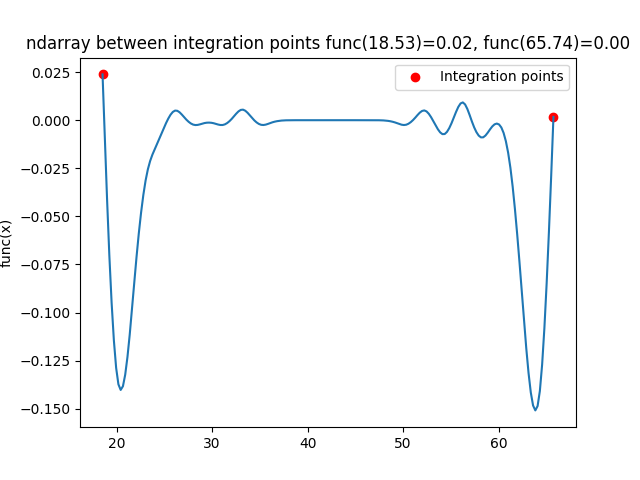 ndarray between integration points func(18.53)=0.02, func(65.74)=0.00
Integration points
func(x)
0.025
0.000
−0.025
−0.050
−0.075
−0.100
−0.125
−0.150
20 30 40 50 60